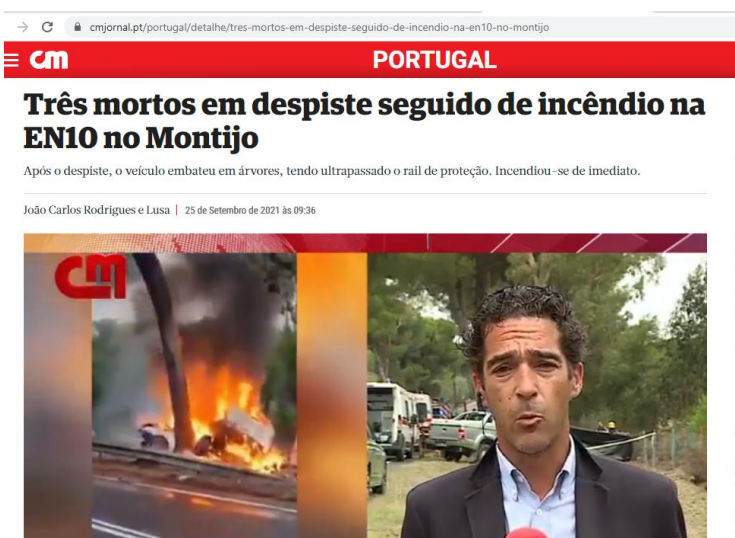 cmjornal.pt/portugal/detalhe/tres-mortos-em-despiste-seguido-de-incendio-na-en10-no-montijo
cm PORTUGAL
Três mortos em despiste seguido de incêndio na
EN10 no Montijo
Após o despiste, o veículo embateu em árvores, tendo ultrapassado o rail de proteção. Incendiou-se de imediato.
João Carlos Rodrigues e Lusa | 25 de Setembro de 2021 às 09:36
cm